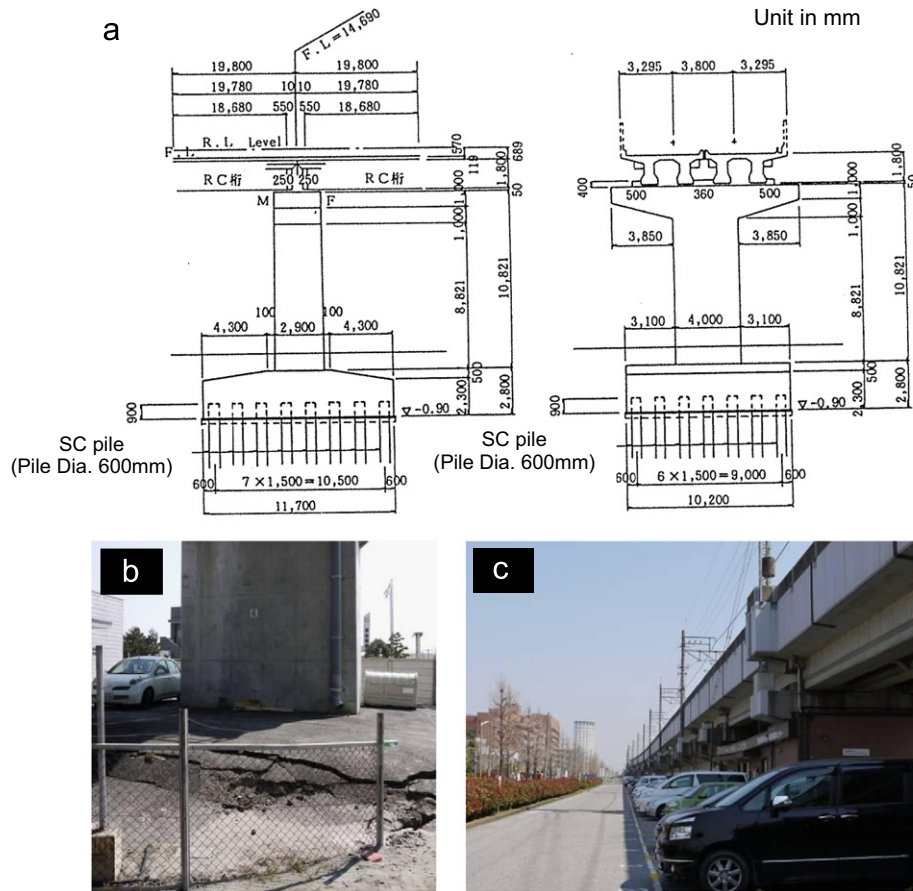 a
Unit in mm
F.L=14,690
19,800 19,800
19,780 10 10 19,780
18,680 550 550 18,680
R.L Level
F.L
570
119
689
RC桁 250 250 RC桁
1,000
1,800
50
M F
1,000
8,821
10,821
100 100
4,300 2,900 4,300
500
2,300
2,800
900
▽-0.90
SC pile
(Pile Dia. 600mm)
600 7×1,500=10,500 600
11,700
3,295 3,800 3,295
400
500 360 500
1,800
50
1,000
1,000
3,850 3,850
8,821
10,821
3,100 4,000 3,100
500
2,300
2,800
900
▽-0.90
SC pile
(Pile Dia. 600mm)
600 6×1,500=9,000 600
10,200
b
c